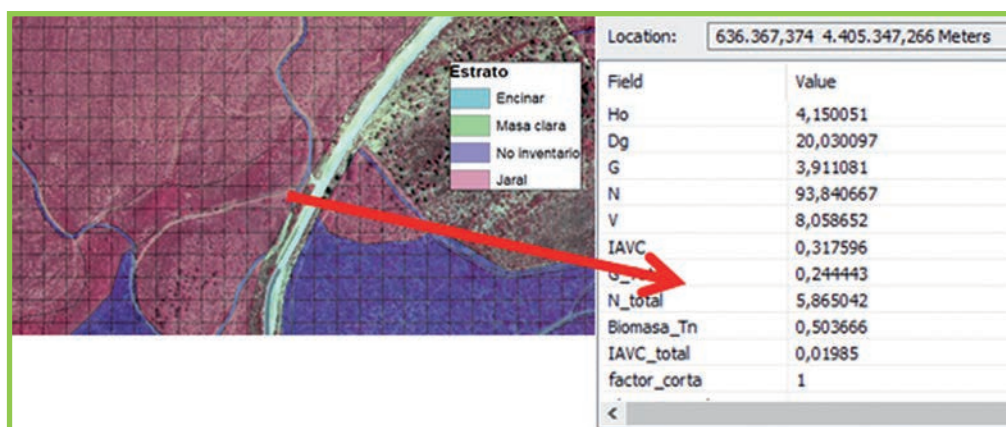 Estrato
Encinar
Masa clara
No inventario
Jaral
Location: 636.367,374 4.405.347,266 Meters
Field Value
Ho 4,150051
Dg 20,030097
G 3,911081
N 93,840667
V 8,058652
IAVC 0,317596
0,244443
N_total 5,865042
Biomasa_Tn 0,503666
IAVC_total 0,01985
factor_corta 1